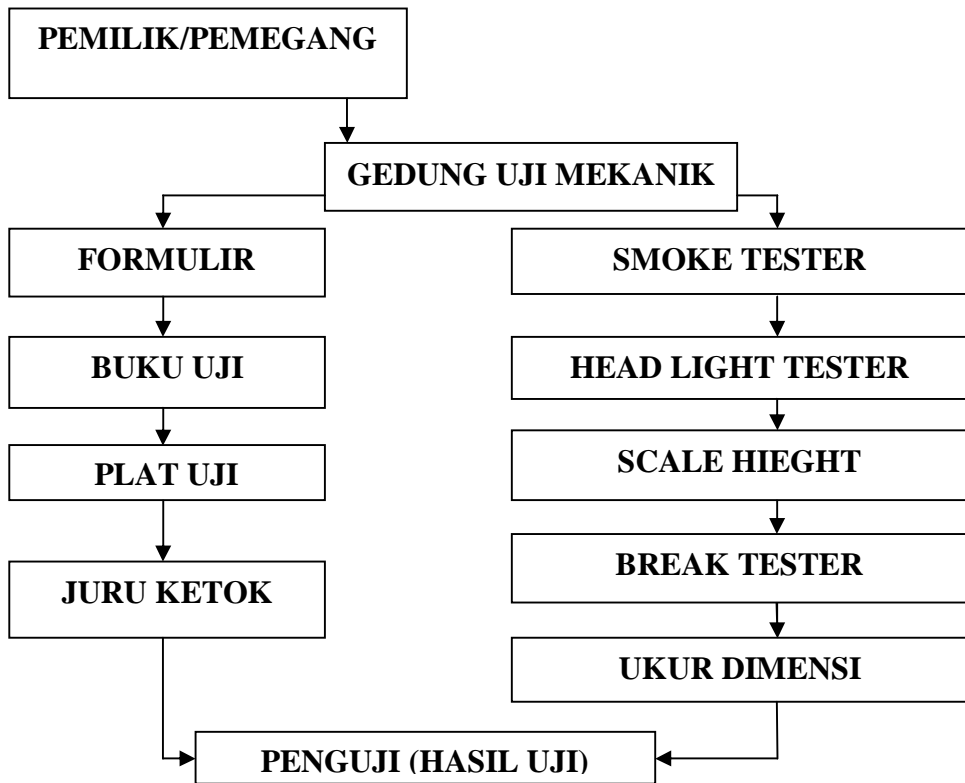 PEMILIK/PEMEGANG
GEDUNG UJI MEKANIK
FORMULIR
BUKU UJI
PLAT UJI
JURU KETOK
SMOKE TESTER
HEAD LIGHT TESTER
SCALE HIEGHT
BREAK TESTER
UKUR DIMENSI
PENGUJI (HASIL UJI)